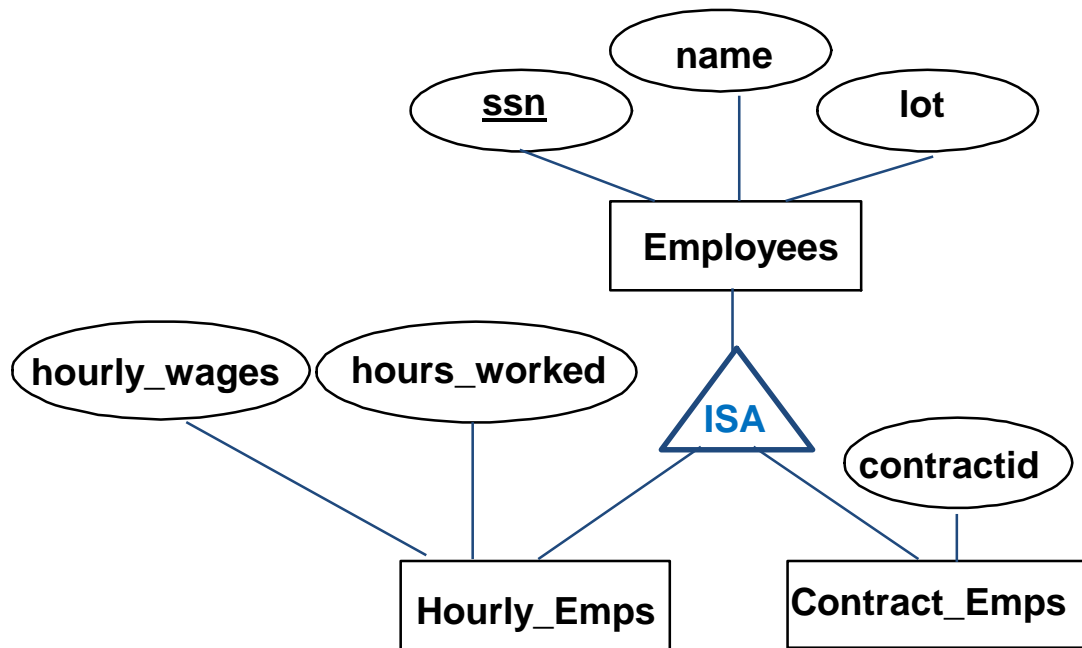 name
ssn
lot
Employees
hourly_wages
hours_worked
ISA
contractid
Hourly_Emps
Contract_Emps